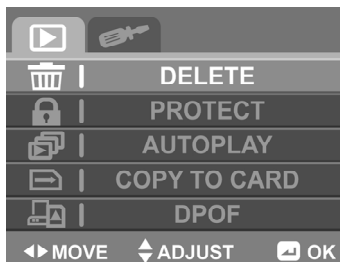 DELETE
PROTECT
AUTOPLAY
COPY TO CARD
DPOF
MOVE ADJUST OK